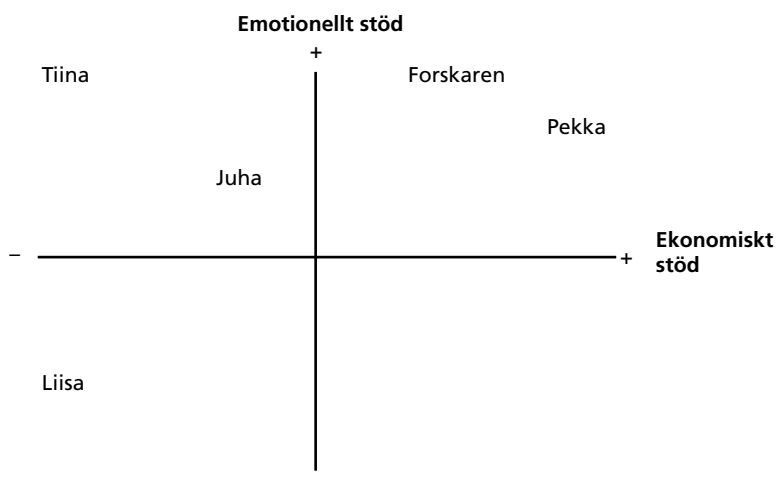 Emotionellt stöd
+
Tiina
Forskaren
Pekka
Juha
–
+
Ekonomiskt
stöd
Liisa